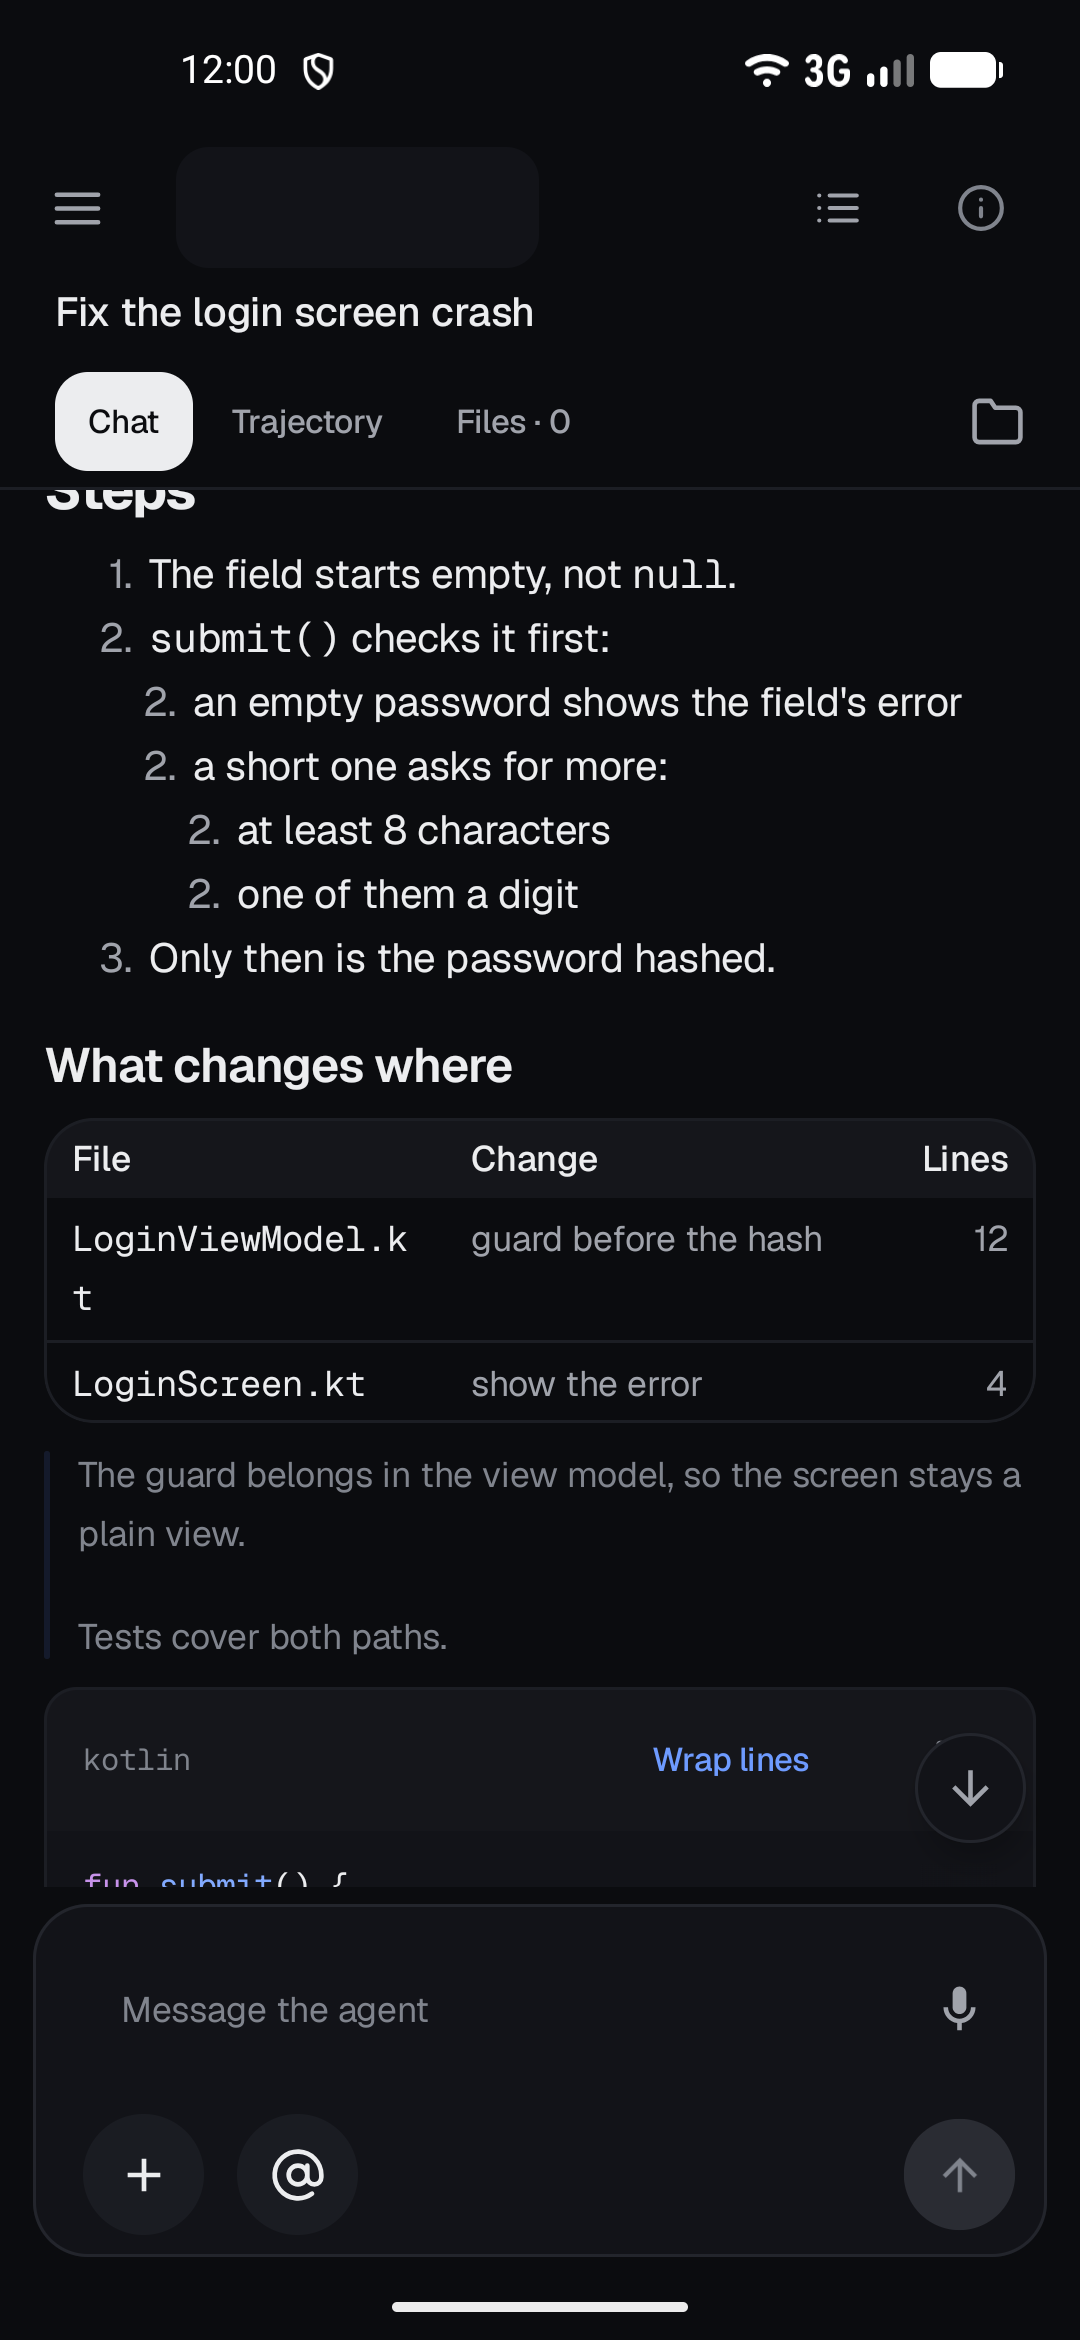 12:00
3G
Fix the login screen crash
Chat
Trajectory
Files · 0
Steps
1. The field starts empty, not null.
2. submit() checks it first:
2. an empty password shows the field's error
2. a short one asks for more:
2. at least 8 characters
2. one of them a digit
3. Only then is the password hashed.
What changes where
File Change Lines
LoginViewModel.k guard before the hash 12
t
LoginScreen.kt show the error 4
The guard belongs in the view model, so the screen stays a
plain view.
Tests cover both paths.
kotlin
Wrap lines
fun submit() {
Message the agent